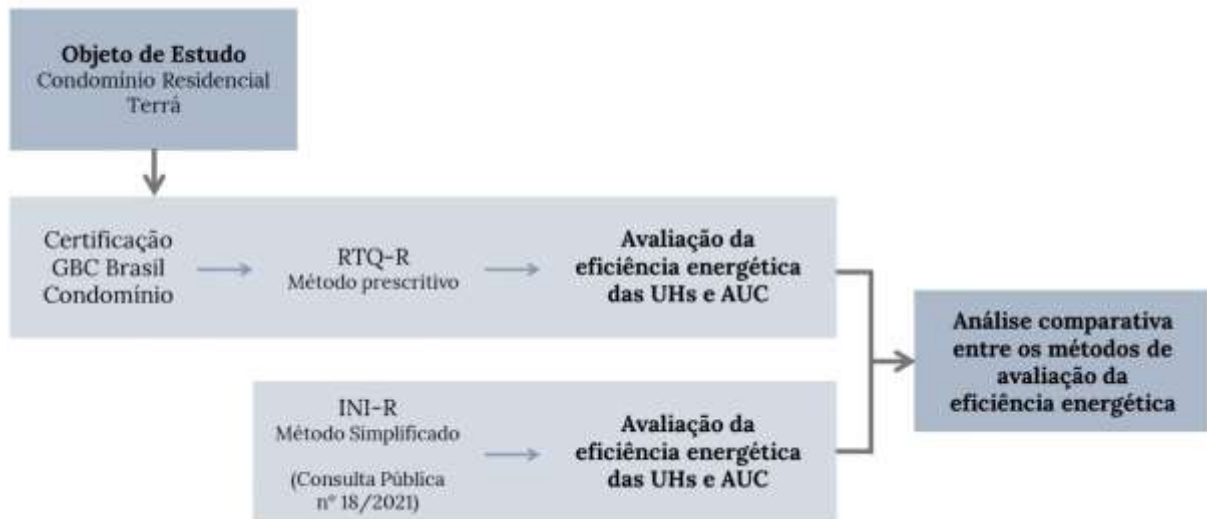 Objeto de Estudo
Condomínio Residencial
Terrá
Certificação
GBC Brasil
Condomínio
RTQ-R
Método prescritivo
Avaliação da
eficiência energética
das UHs e AUC
INI-R
Método Simplificado
(Consulta Pública
nº 18/2021)
Avaliação da
eficiência energética
das UHs e AUC
Análise comparativa
entre os métodos de
avaliação da
eficiência energética